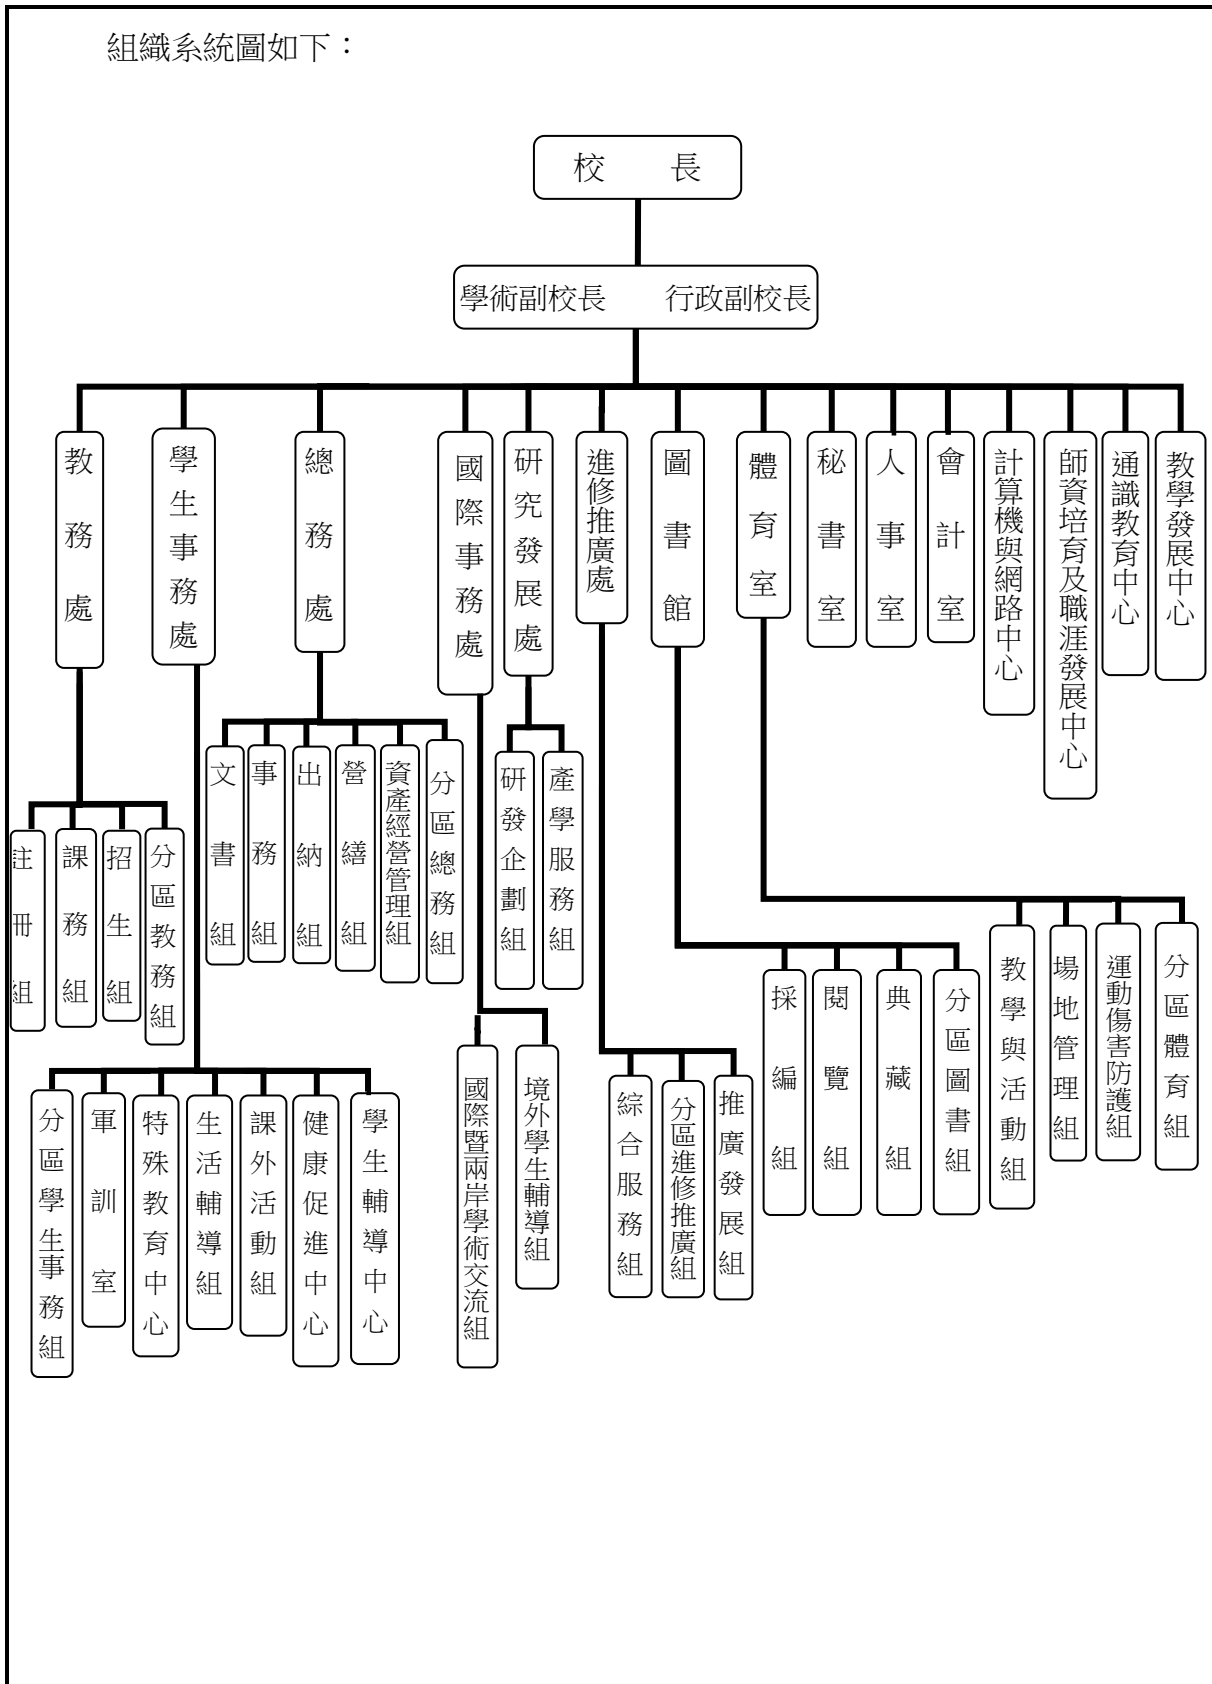 組織系統圖如下：
校長
學術副校長 行政副校長
教務處
學生事務處
總務處
國際事務處
研究發展處
進修推廣處
圖書館
體育室
秘書室
人事室
會計室
計算機與網路中心
師資培育及職涯發展中心
通識教育中心
教學發展中心
註冊組
課務組
招生組
分區教務組
文書組
事務組
出納組
營繕組
資產經營管理組
分區總務組
研發企劃組
產學服務組
採編組
閱覽組
典藏組
分區圖書組
教學與活動組
場地管理組
運動傷害防護組
分區體育組
分區學生事務組
軍訓室
特殊教育中心
生活輔導組
課外活動組
健康促進中心
學生輔導中心
國際暨兩岸學術交流組
境外學生輔導組
綜合服務組
分區進修推廣組
推廣發展組